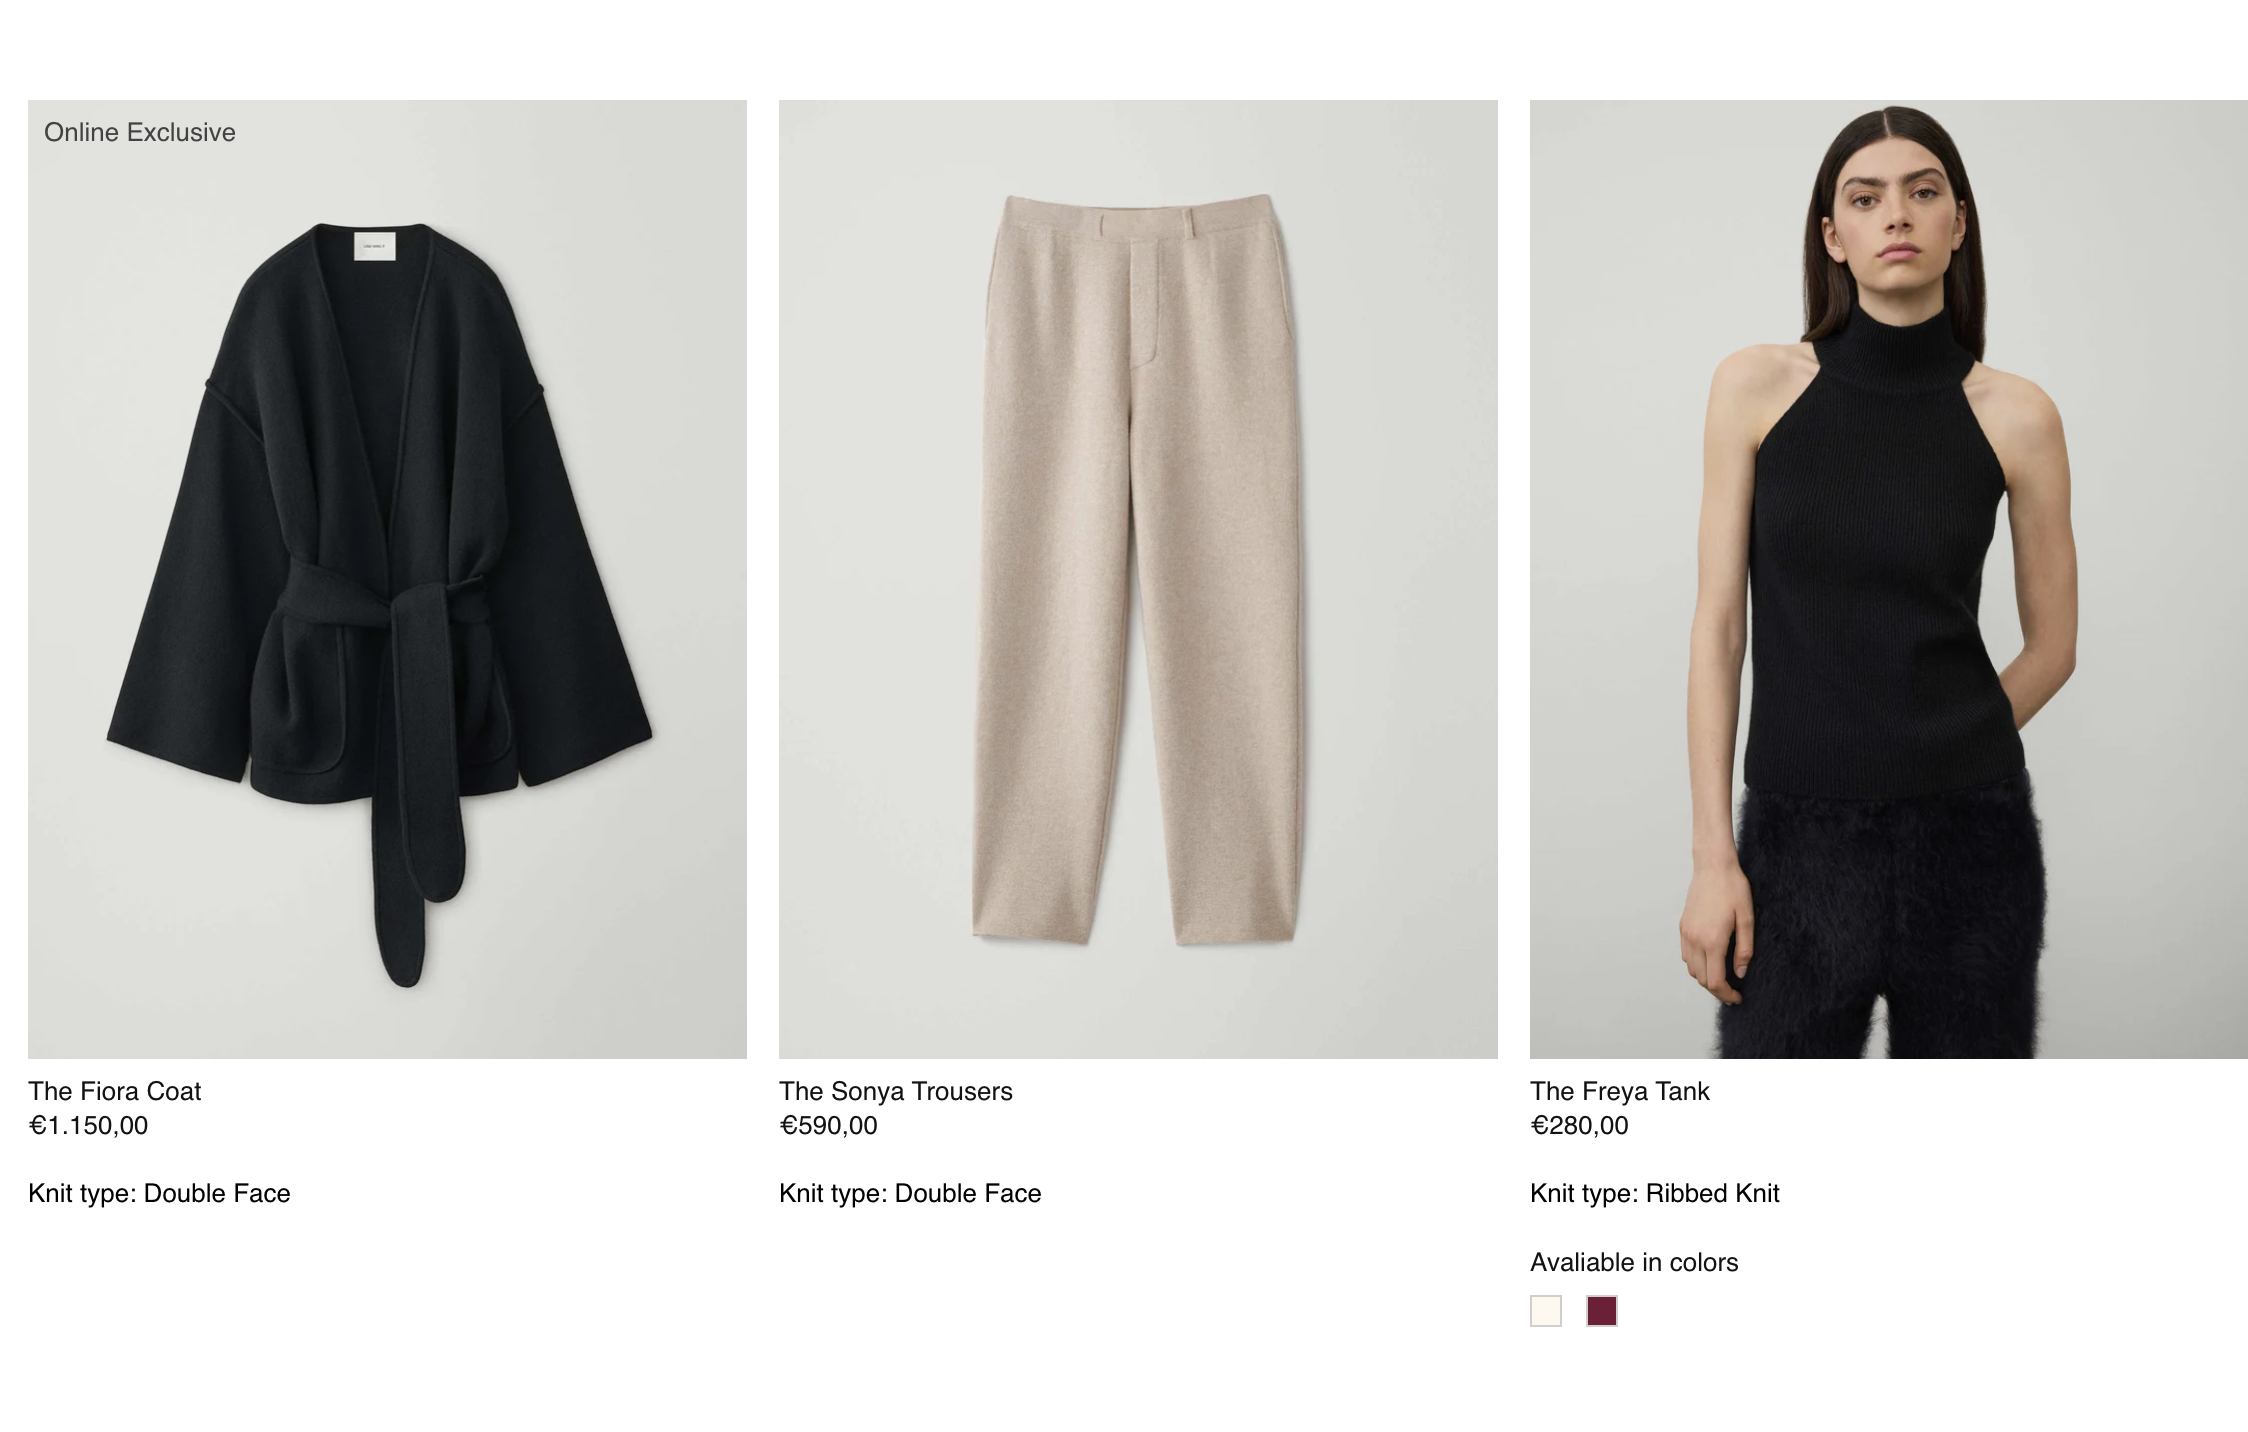 Online Exclusive
The Fiora Coat
€1.150,00
Knit type: Double Face
The Sonya Trousers
€590,00
Knit type: Double Face
The Freya Tank
€280,00
Knit type: Ribbed Knit
Avaliable in colors